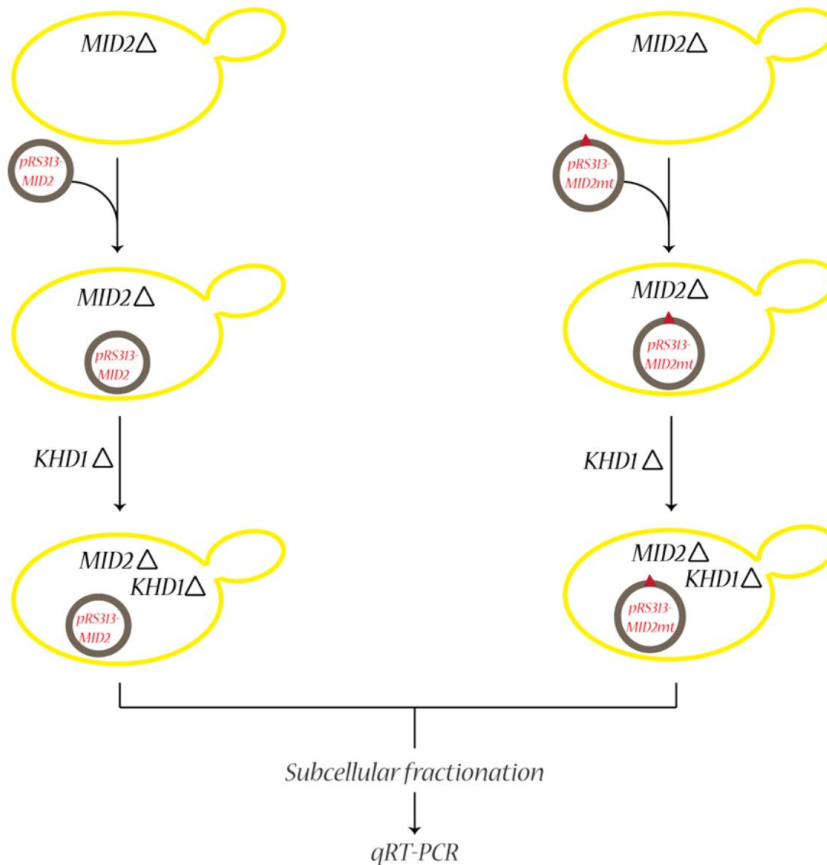 MID2△
MID2△
pRS313-
MID2
pRS313-
MID2mt
MID2△
MID2△
pRS313-
MID2
pRS313-
MID2mt
KHD1△
KHD1△
MID2△
KHD1△
MID2△
KHD1△
pRS313-
MID2
pRS313-
MID2mt
Subcellular fractionation
qRT-PCR